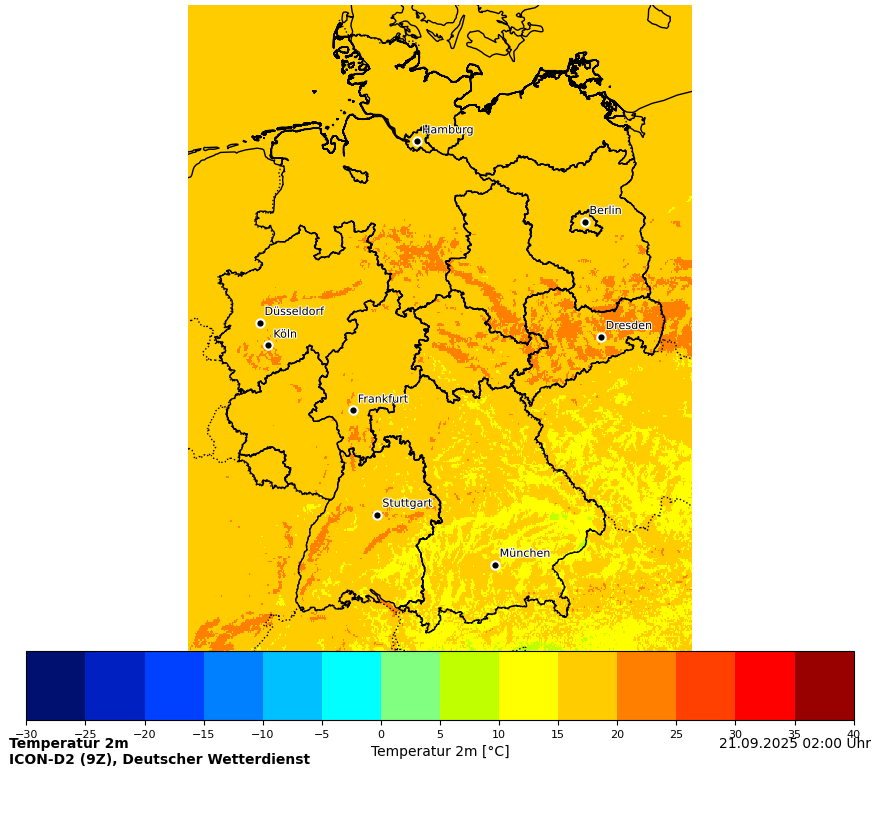 Hamburg
Berlin
Düsseldorf
Köln
Dresden
Frankfurt
Stuttgart
München
−30 −25 −20 −15 −10 −5 0 5 10 15 20 25 30 35 40
Temperatur 2m
Temperatur 2m [°C]
21.09.2025 02:00 Uhr
ICON-D2 (9Z), Deutscher Wetterdienst